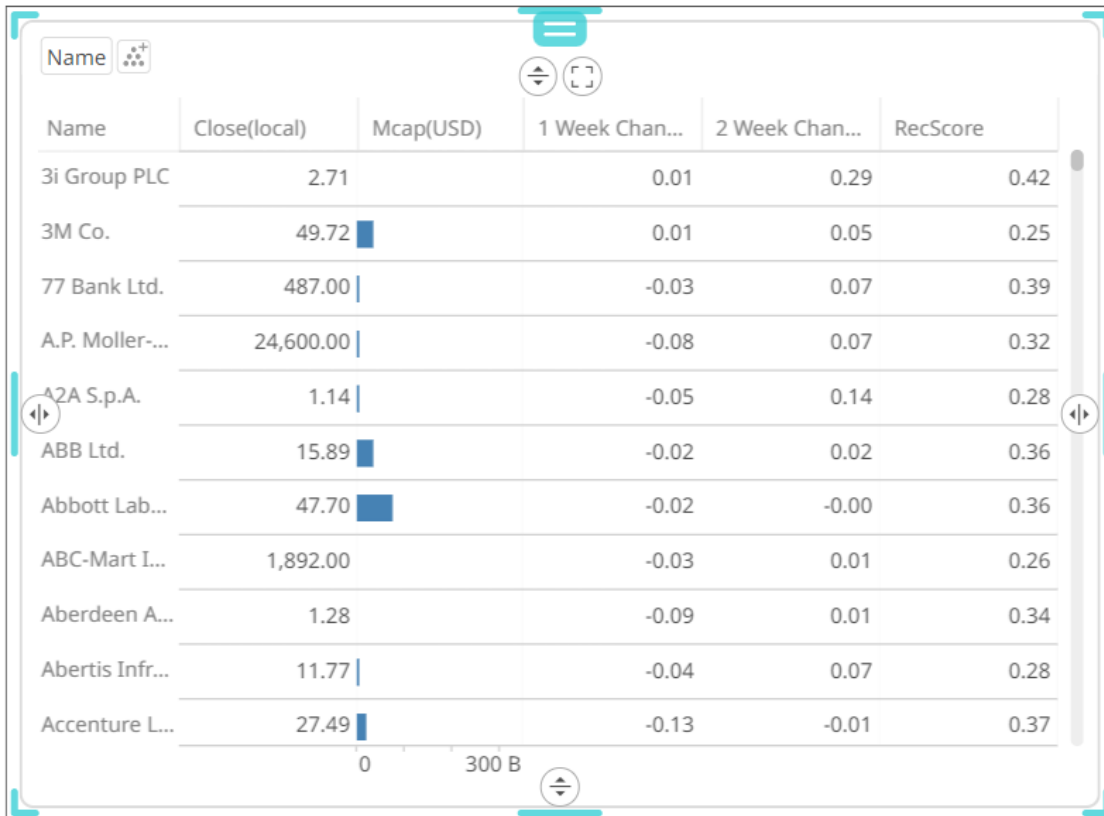 Name
Name Close(local) Mcap(USD) 1 Week Chan... 2 Week Chan... RecScore
3i Group PLC 2.71 0.01 0.29 0.42
3M Co. 49.72 0.01 0.05 0.25
77 Bank Ltd. 487.00 -0.03 0.07 0.39
A.P. Moller-... 24,600.00 -0.08 0.07 0.32
A2A S.p.A. 1.14 -0.05 0.14 0.28
ABB Ltd. 15.89 -0.02 0.02 0.36
Abbott Lab... 47.70 -0.02 -0.00 0.36
ABC-Mart I... 1,892.00 -0.03 0.01 0.26
Aberdeen A... 1.28 -0.09 0.01 0.34
Abertis Infr... 11.77 -0.04 0.07 0.28
Accenture L... 27.49 -0.13 -0.01 0.37
0 300 B